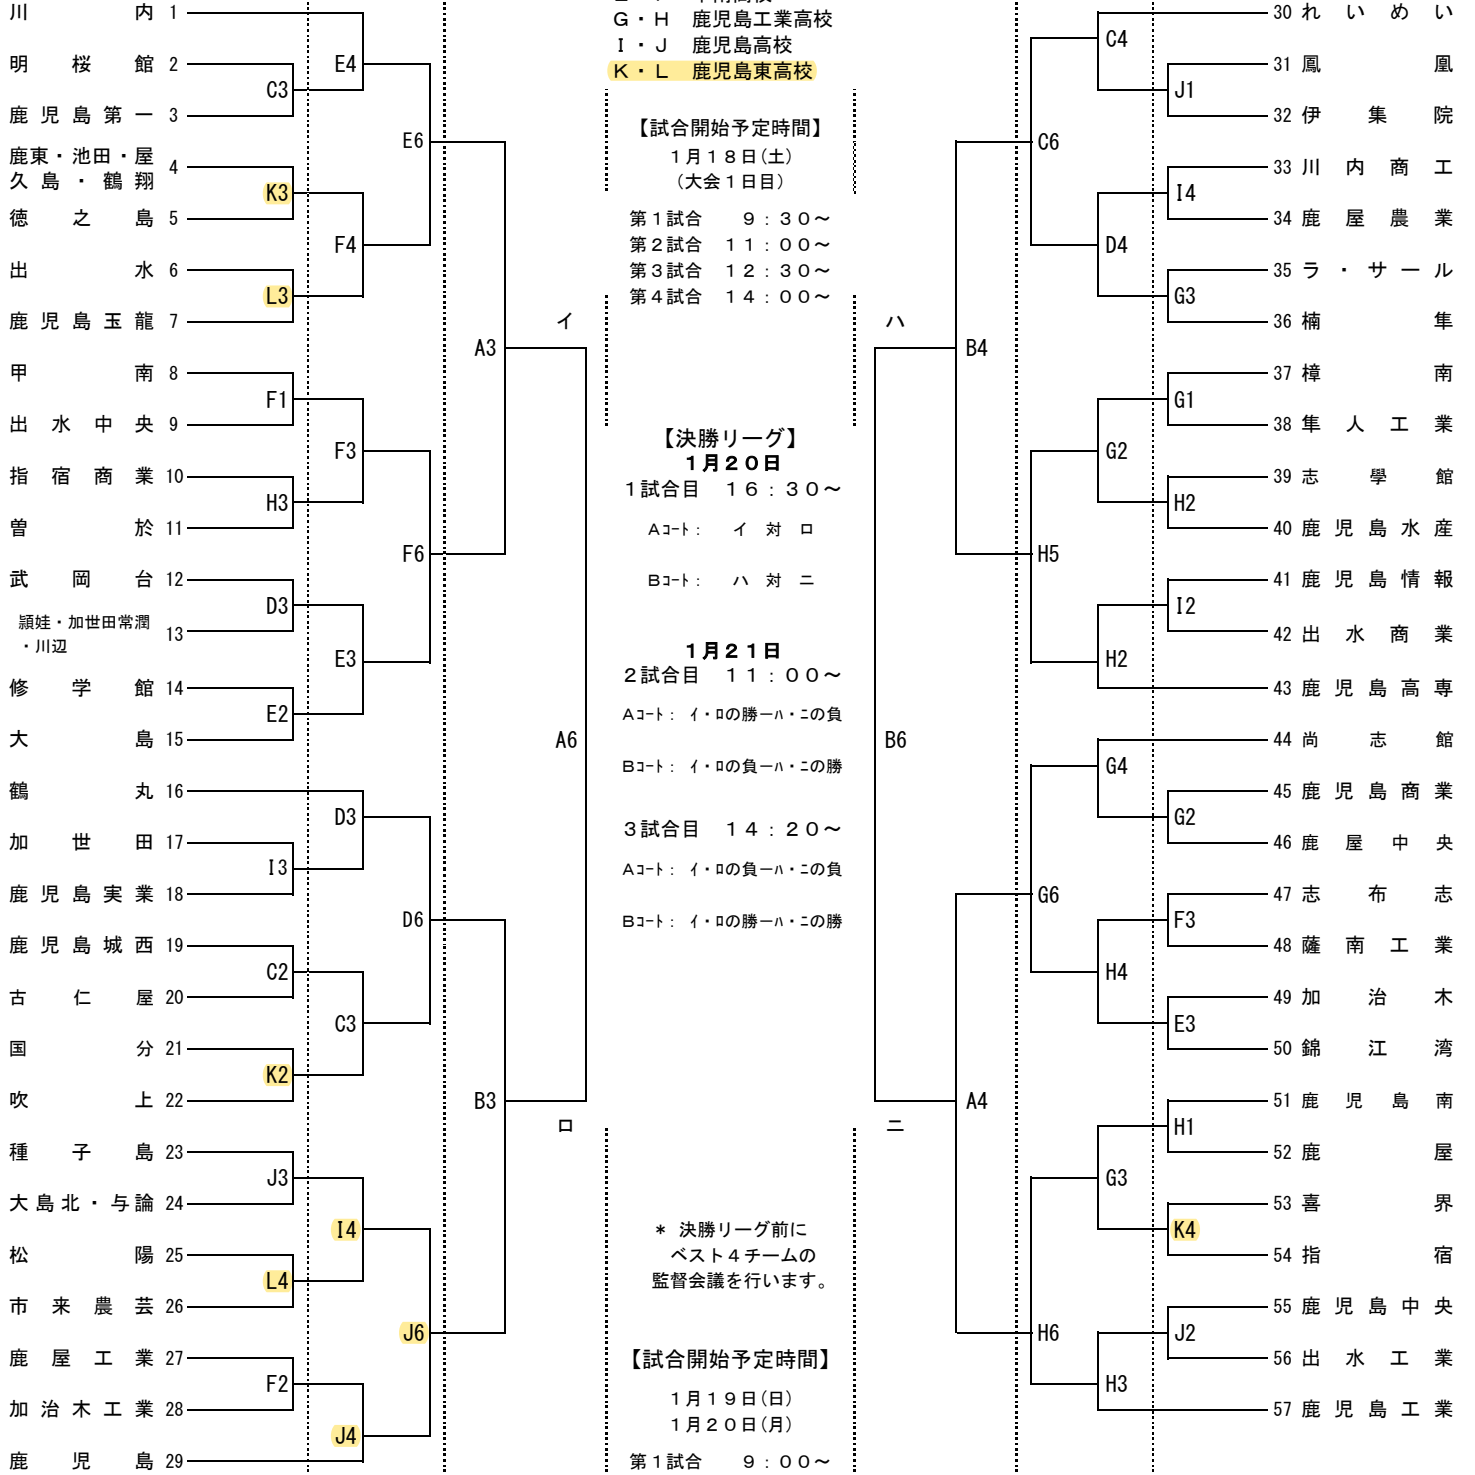 川内 1
明桜館 2
鹿児島第一 3
鹿東・池田・屋
久島・鶴翔 4
徳之島 5
出水 6
鹿児島玉龍 7
甲南 8
出水中央 9
指宿商業 10
曽於 11
武岡台 12
頴娃・加世田常潤
・川辺 13
修学館 14
大島 15
鶴丸 16
加世田 17
鹿児島実業 18
鹿児島城西 19
古仁屋 20
国分 21
吹上 22
種子島 23
大島北・与論 24
松陽 25
市来農芸 26
鹿屋工業 27
加治木工業 28
鹿児島 29
C3
K3
L3
F1
H3
D3
E2
I3
C2
K2
J3
L4
F2
E4
F4
F3
E3
D3
C3
I4
J4
E6
F6
D6
J6
A3
B3
A6
イ
ロ
G・H 鹿児島工業高校
I・J 鹿児島高校
K・L 鹿児島東高校
【試合開始予定時間】
1月18日(土)
(大会1日目)
第1試合 9:30～
第2試合 11:00～
第3試合 12:30～
第4試合 14:00～
【決勝リーグ】
1月20日
1試合目 16:30～
Aｺｰﾄ: イ 対 ロ
Bｺｰﾄ: ハ 対 ニ
1月21日
2試合目 11:00～
Aｺｰﾄ: ｲ・ﾛの勝ーﾊ・ﾆの負
Bｺｰﾄ: ｲ・ﾛの負ーﾊ・ﾆの勝
3試合目 14:20～
Aｺｰﾄ: ｲ・ﾛの負ーﾊ・ﾆの負
Bｺｰﾄ: ｲ・ﾛの勝ーﾊ・ﾆの勝
* 決勝リーグ前に
ベスト4チームの
監督会議を行います。
【試合開始予定時間】
1月19日(日)
1月20日(月)
第1試合 9:00～
ハ
ニ
B6
B4
A4
C6
H5
G6
H6
C4
D4
G2
H2
G4
H4
G3
H3
J1
I4
G3
G1
H2
I2
G2
F3
E3
H1
K4
J2
30 れいめい
31 鳳凰
32 伊集院
33 川内商工
34 鹿屋農業
35 ラ・サール
36 楠隼
37 樟南
38 隼人工業
39 志學館
40 鹿児島水産
41 鹿児島情報
42 出水商業
43 鹿児島高専
44 尚志館
45 鹿児島商業
46 鹿屋中央
47 志布志
48 薩南工業
49 加治木
50 錦江湾
51 鹿児島南
52 鹿屋
53 喜界
54 指宿
55 鹿児島中央
56 出水工業
57 鹿児島工業